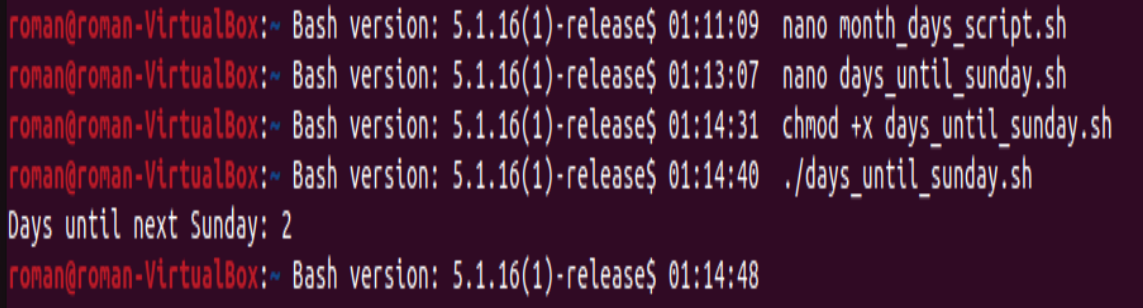 roman@roman-VirtualBox:~ Bash version: 5.1.16(1)-release$ 01:11:09  nano month_days_script.sh
roman@roman-VirtualBox:~ Bash version: 5.1.16(1)-release$ 01:13:07  nano days_until_sunday.sh
roman@roman-VirtualBox:~ Bash version: 5.1.16(1)-release$ 01:14:31  chmod +x days_until_sunday.sh
roman@roman-VirtualBox:~ Bash version: 5.1.16(1)-release$ 01:14:40  ./days_until_sunday.sh
Days until next Sunday: 2
roman@roman-VirtualBox:~ Bash version: 5.1.16(1)-release$ 01:14:48